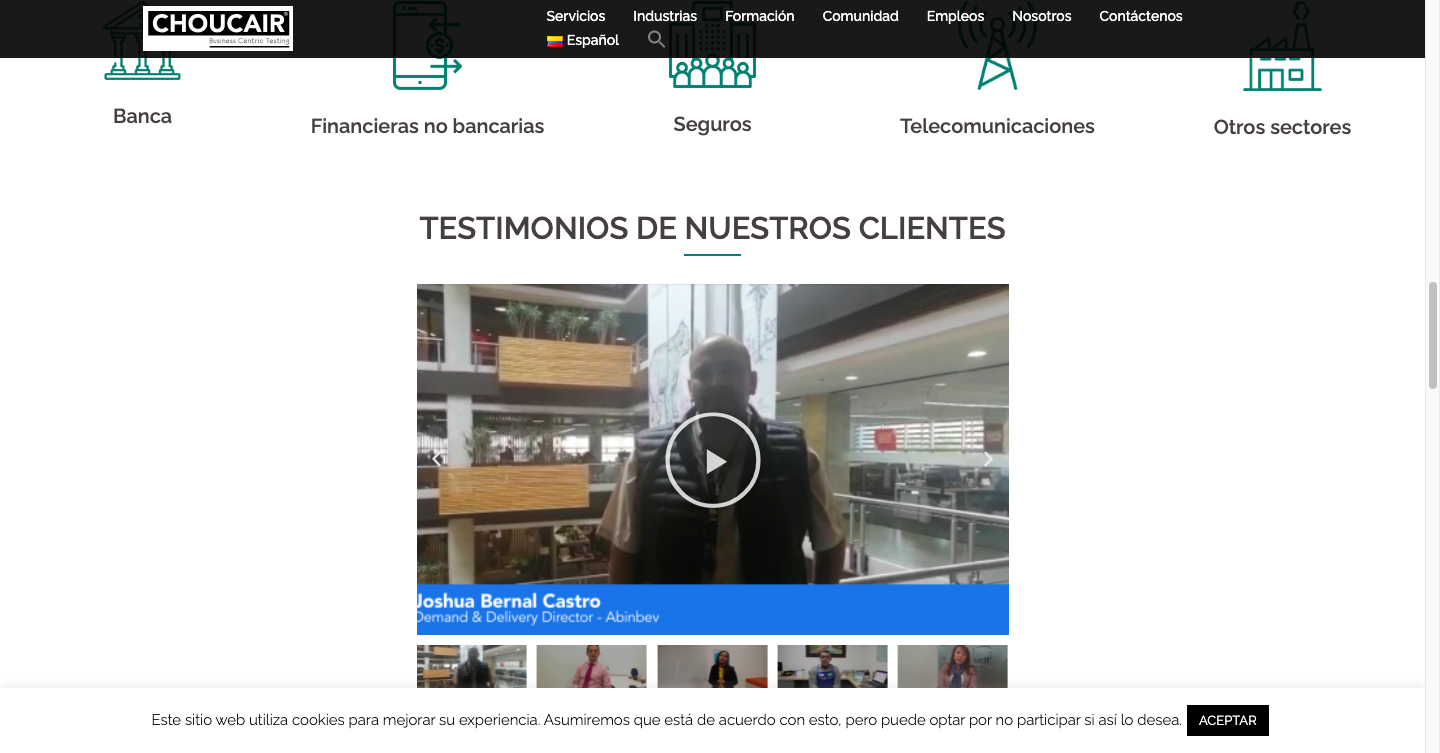 CHOUCAIR
Business Centric Testing
Servicios
Industrias
Formación
Comunidad
Empleos
Nosotros
Contáctenos
Español
Banca
Financieras no bancarias
Seguros
Telecomunicaciones
Otros sectores
TESTIMONIOS DE NUESTROS CLIENTES
Joshua Bernal Castro
Demand & Delivery Director - Abinbev
Este sitio web utiliza cookies para mejorar su experiencia. Asumiremos que está de acuerdo con esto, pero puede optar por no participar si así lo desea.
ACEPTAR